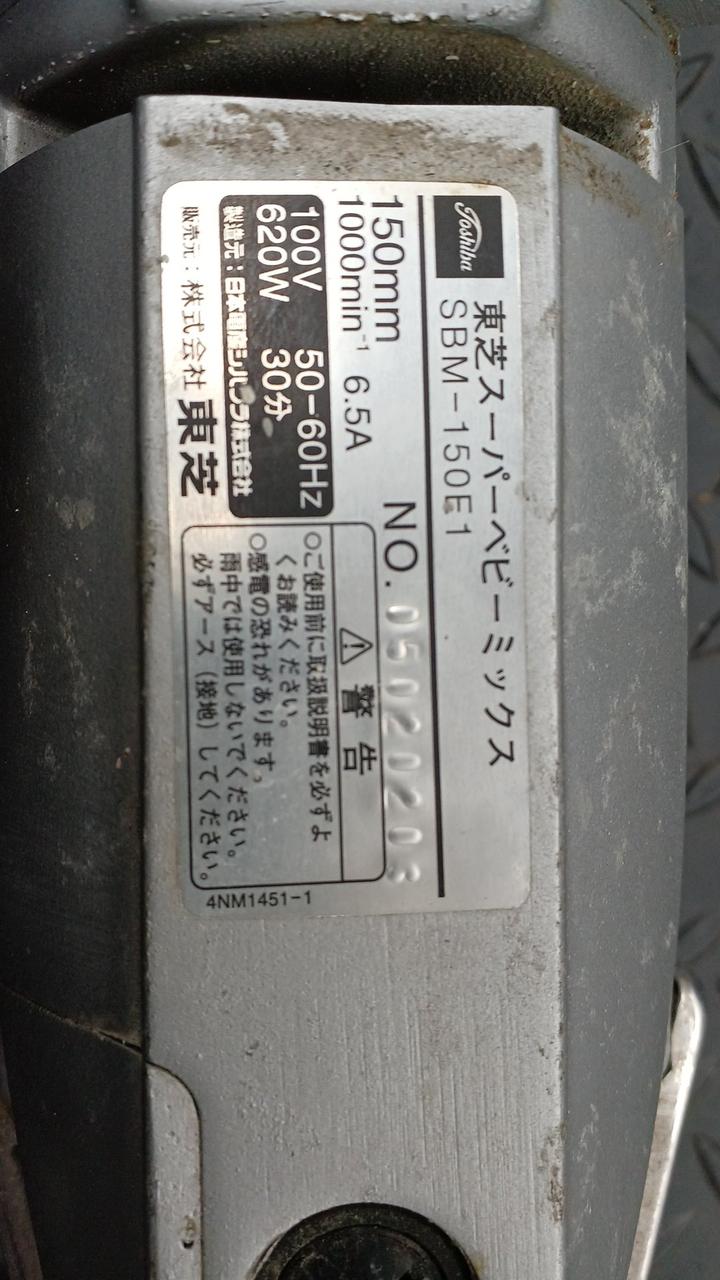 Toshiba
東芝スーパーベビーミックス
SBM-150E1
150mm
1000min⁻¹ 6.5A
NO. 05020203
100V 50-60Hz
620W 30分
製造元:日本電産シバウラ株式会社
販売元:株式会社 東芝
⚠ 警告
○ご使用前に取扱説明書を必ずよ
くお読みください。
○感電の恐れがあります。
雨中では使用しないでください。
必ずアース(接地)してください。
4NM1451-1